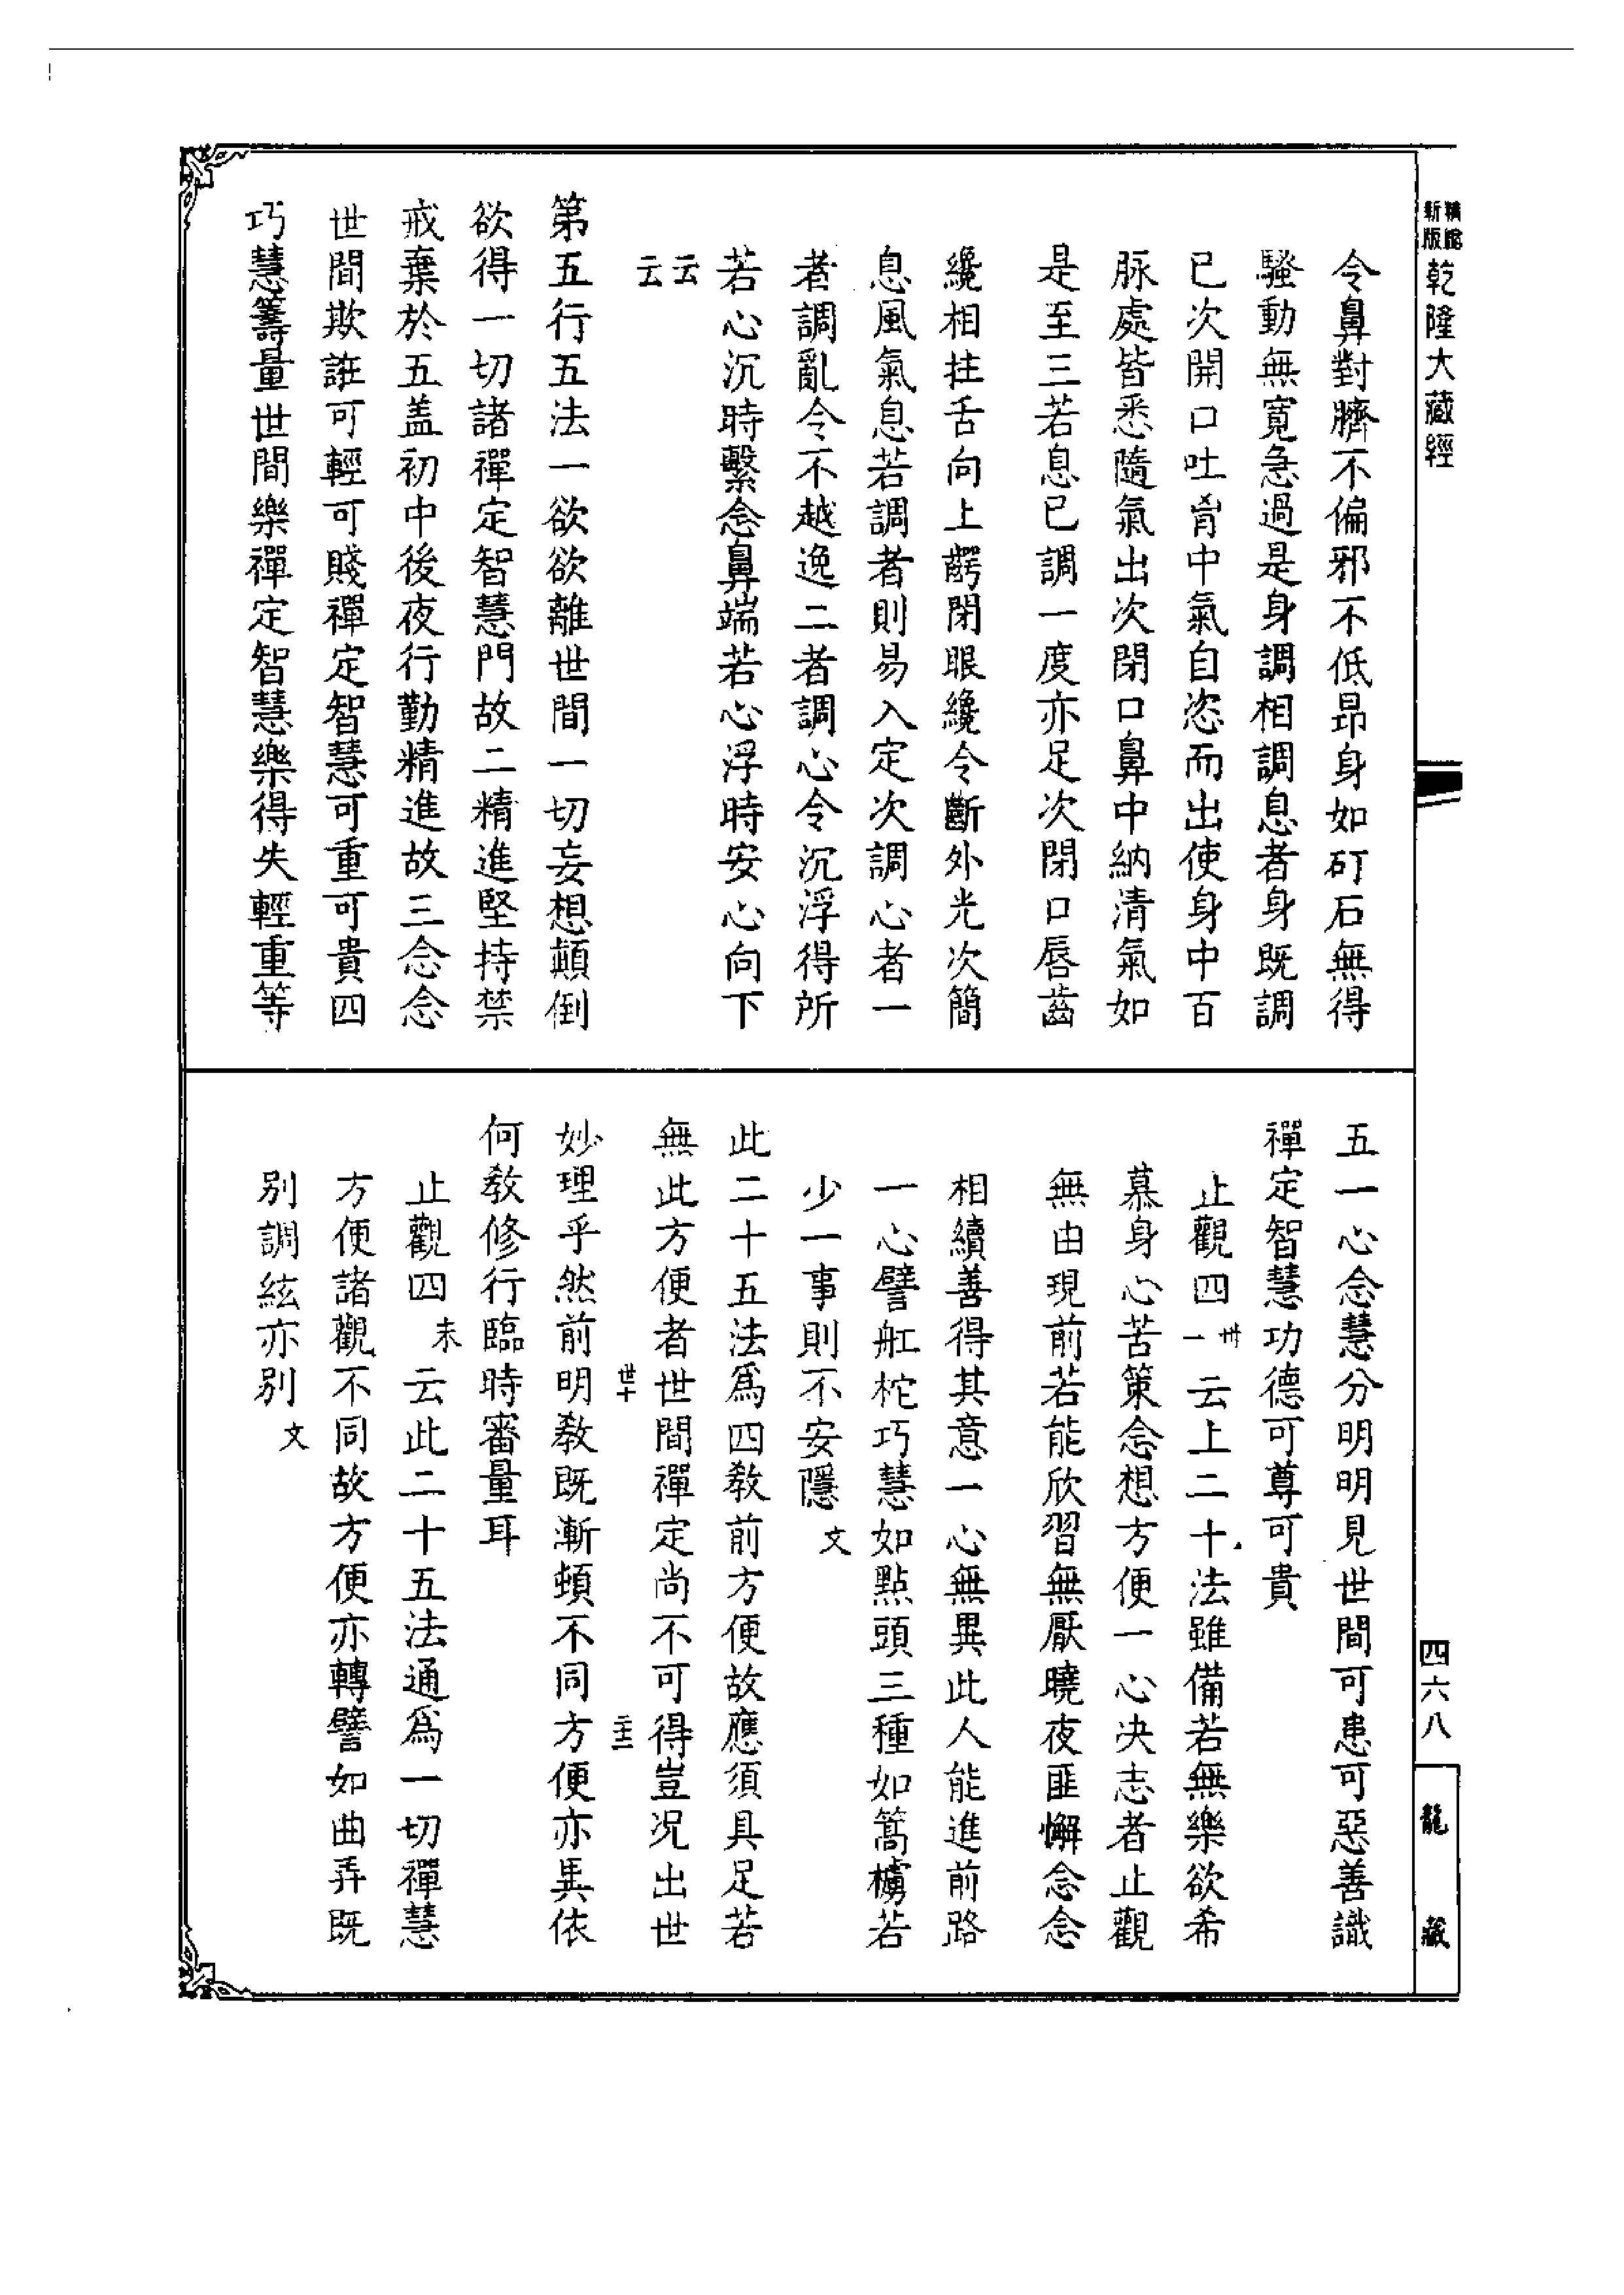 精縮
新版
乾隆大藏經
令鼻對臍不偏邪不低昂身如矴石無得
騷動無寬急過是身調相調息者身既調
已次開口吐胷中氣自恣而出使身中百
脉處皆悉隨氣出次閉口鼻中納清氣如
是至三若息已調一度亦足次閉口唇齒
纔相拄舌向上齶閉眼纔令斷外光次簡
息風氣息若調者則易入定次調心者一
者調亂令不越逸二者調心令沉浮得所
若心沉時繫念鼻端若心浮時安心向下
云
云
第五行五法一欲欲離世間一切妄想顛倒
欲得一切諸禪定智慧門故二精進堅持禁
戒棄於五盖初中後夜行勤精進故三念念
世間欺誑可輕可賤禪定智慧可重可貴四
巧慧籌量世間樂禪定智慧樂得失輕重等
五一心念慧分明明見世間可患可惡善識
禪定智慧功德可尊可貴
止觀四卅一云上二十法雖備若無樂欲希
慕身心苦策念想方便一心决志者止觀
無由現前若能欣習無厭曉夜匪懈念念
相續善得其意一心無異此人能進前路
一心譬舡柁巧慧如點頭三種如篙櫓若
少一事則不安隱文
此二十五法爲四教前方便故應須具足若
無此方便者世間禪定尚不可得豈况出世
妙理乎然前明教既漸頓不同方便亦異依
何教修行臨時審量耳
止觀四末云此二十五法通爲一切禪慧
方便諸觀不同故方便亦轉譬如曲弄既
別調絃亦別文
四六八
龍藏